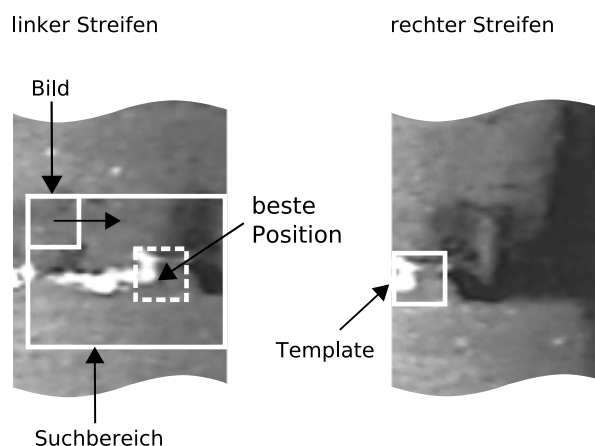 linker Streifen
rechter Streifen
Bild
beste
Position
Template
Suchbereich